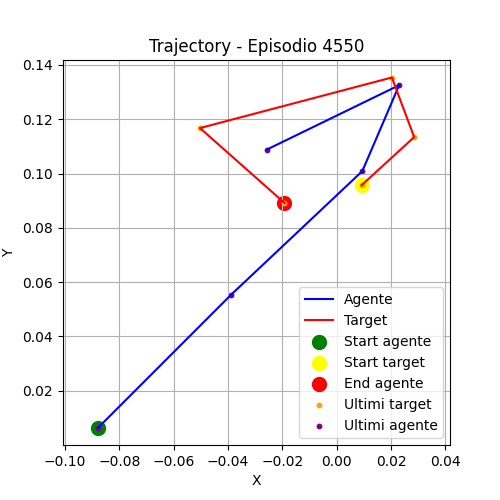 Trajectory - Episodio 4550
0.14
0.12
0.10
0.08
0.06
0.04
0.02
Y
−0.10 −0.08 −0.06 −0.04 −0.02 0.00 0.02 0.04
X
Agente
Target
Start agente
Start target
End agente
Ultimi target
Ultimi agente